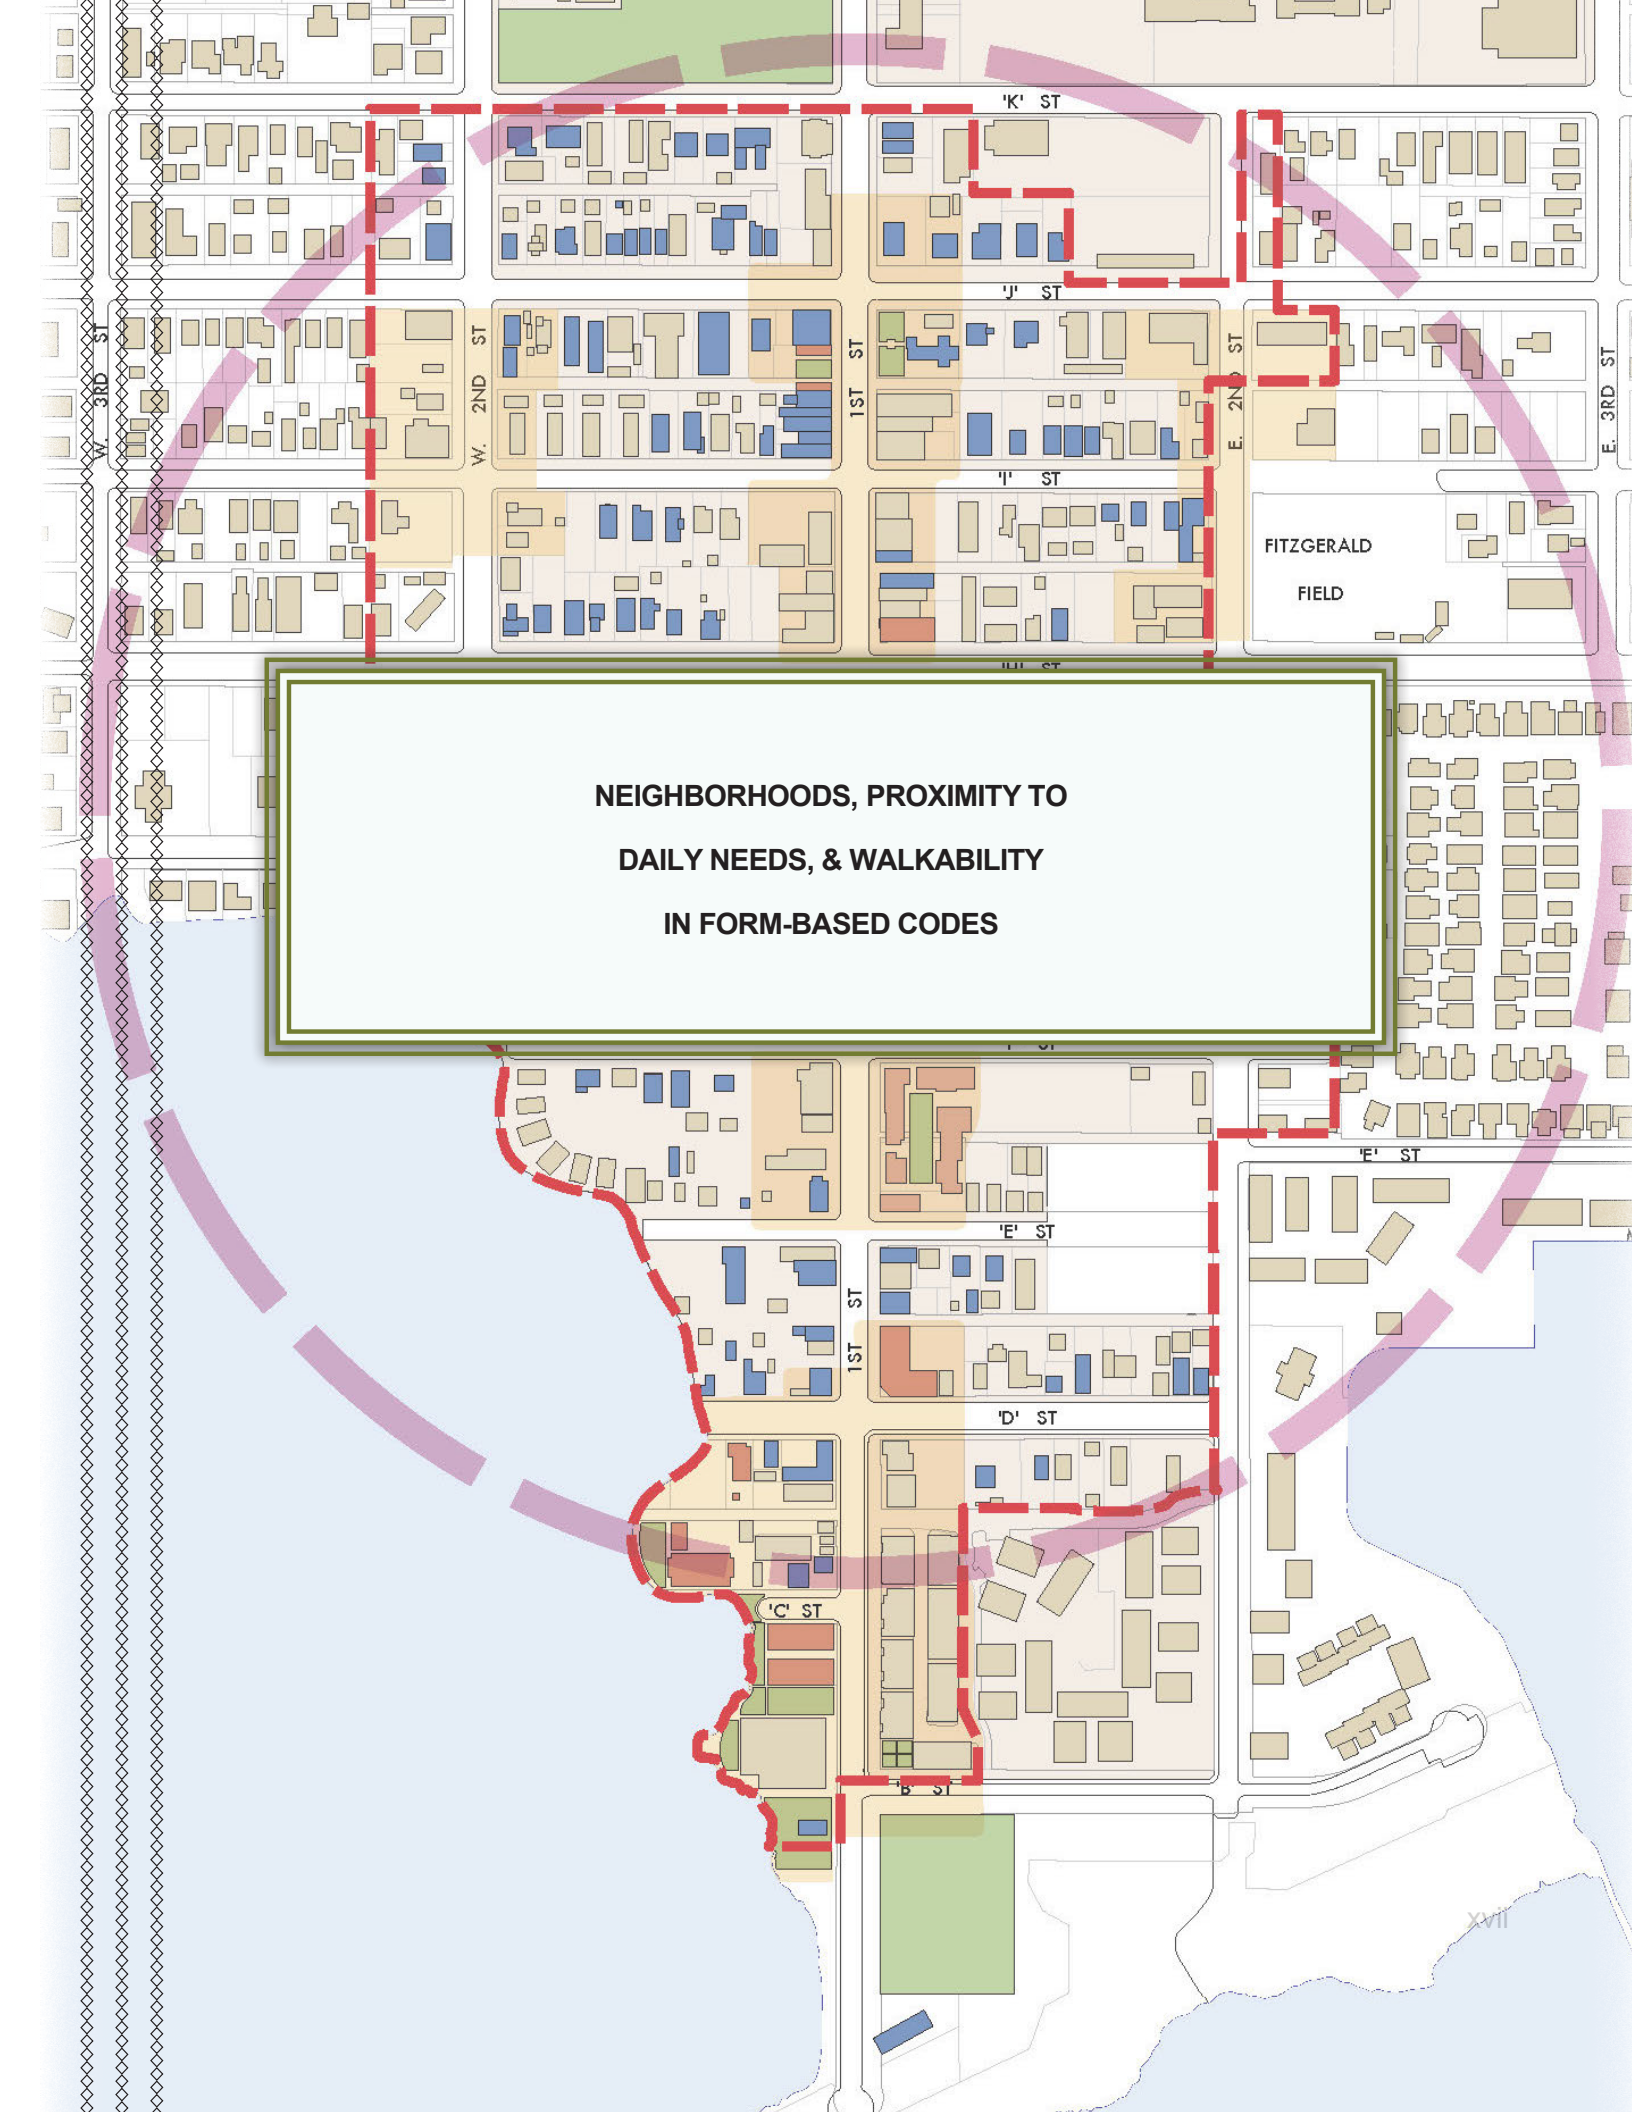 'K' ST
'J' ST
W. 3RD ST
W. 2ND ST
1ST ST
E. 2ND ST
E. 3RD ST
'I' ST
FITZGERALD
FIELD
'H' ST
NEIGHBORHOODS, PROXIMITY TO
DAILY NEEDS, & WALKABILITY
IN FORM-BASED CODES
'E' ST
'E' ST
1ST ST
'D' ST
'C' ST
'B' ST
xvii